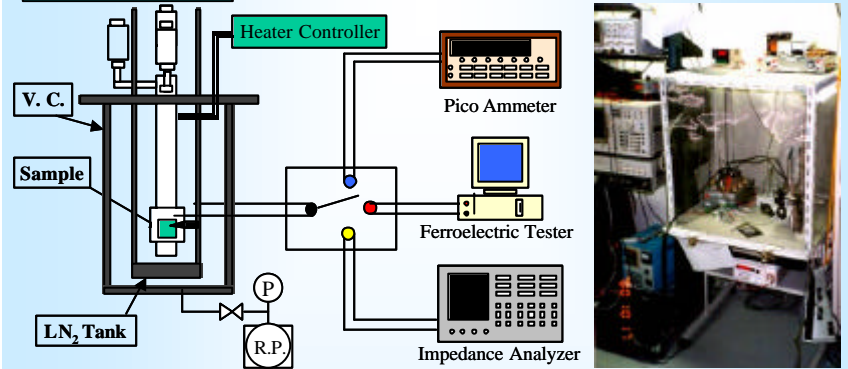 Heater Controller
V. C.
Pico Ammeter
Sample
Ferroelectric Tester
P
LN₂ Tank
R.P.
Impedance Analyzer